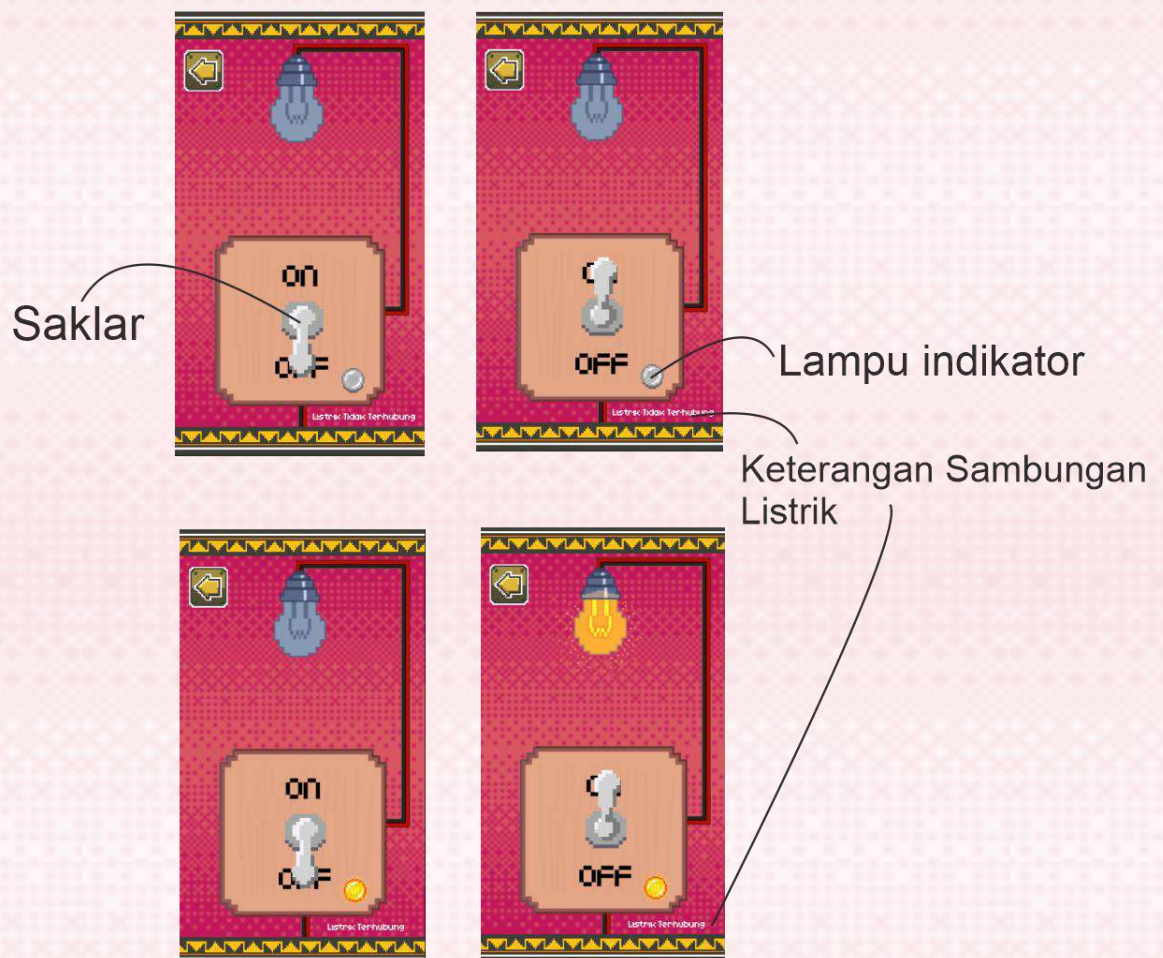 ON
OFF
Listrik Tidak Terhubung
Saklar
OFF
Listrik Tidak Terhubung
Lampu indikator
Keterangan Sambungan
Listrik
ON
OFF
Listrik Terhubung
OFF
Listrik Terhubung